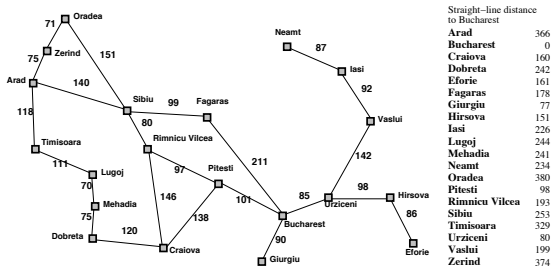 Oradea
71
Zerind
151
75
Arad
140
118
Sibiu
99
Fagaras
80
Rimnicu Vilcea
Timisoara
111
Lugoj
70
Mehadia
75
Dobreta
120
Craiova
146
138
97
Pitesti
211
101
Bucharest
90
Giurgiu
85
Urziceni
98
Hirsova
86
Eforie
142
Vaslui
92
Iasi
87
Neamt
Straight−line distance
to Bucharest
Arad 366
Bucharest 0
Craiova 160
Dobreta 242
Eforie 161
Fagaras 178
Giurgiu 77
Hirsova 151
Iasi 226
Lugoj 244
Mehadia 241
Neamt 234
Oradea 380
Pitesti 98
Rimnicu Vilcea 193
Sibiu 253
Timisoara 329
Urziceni 80
Vaslui 199
Zerind 374